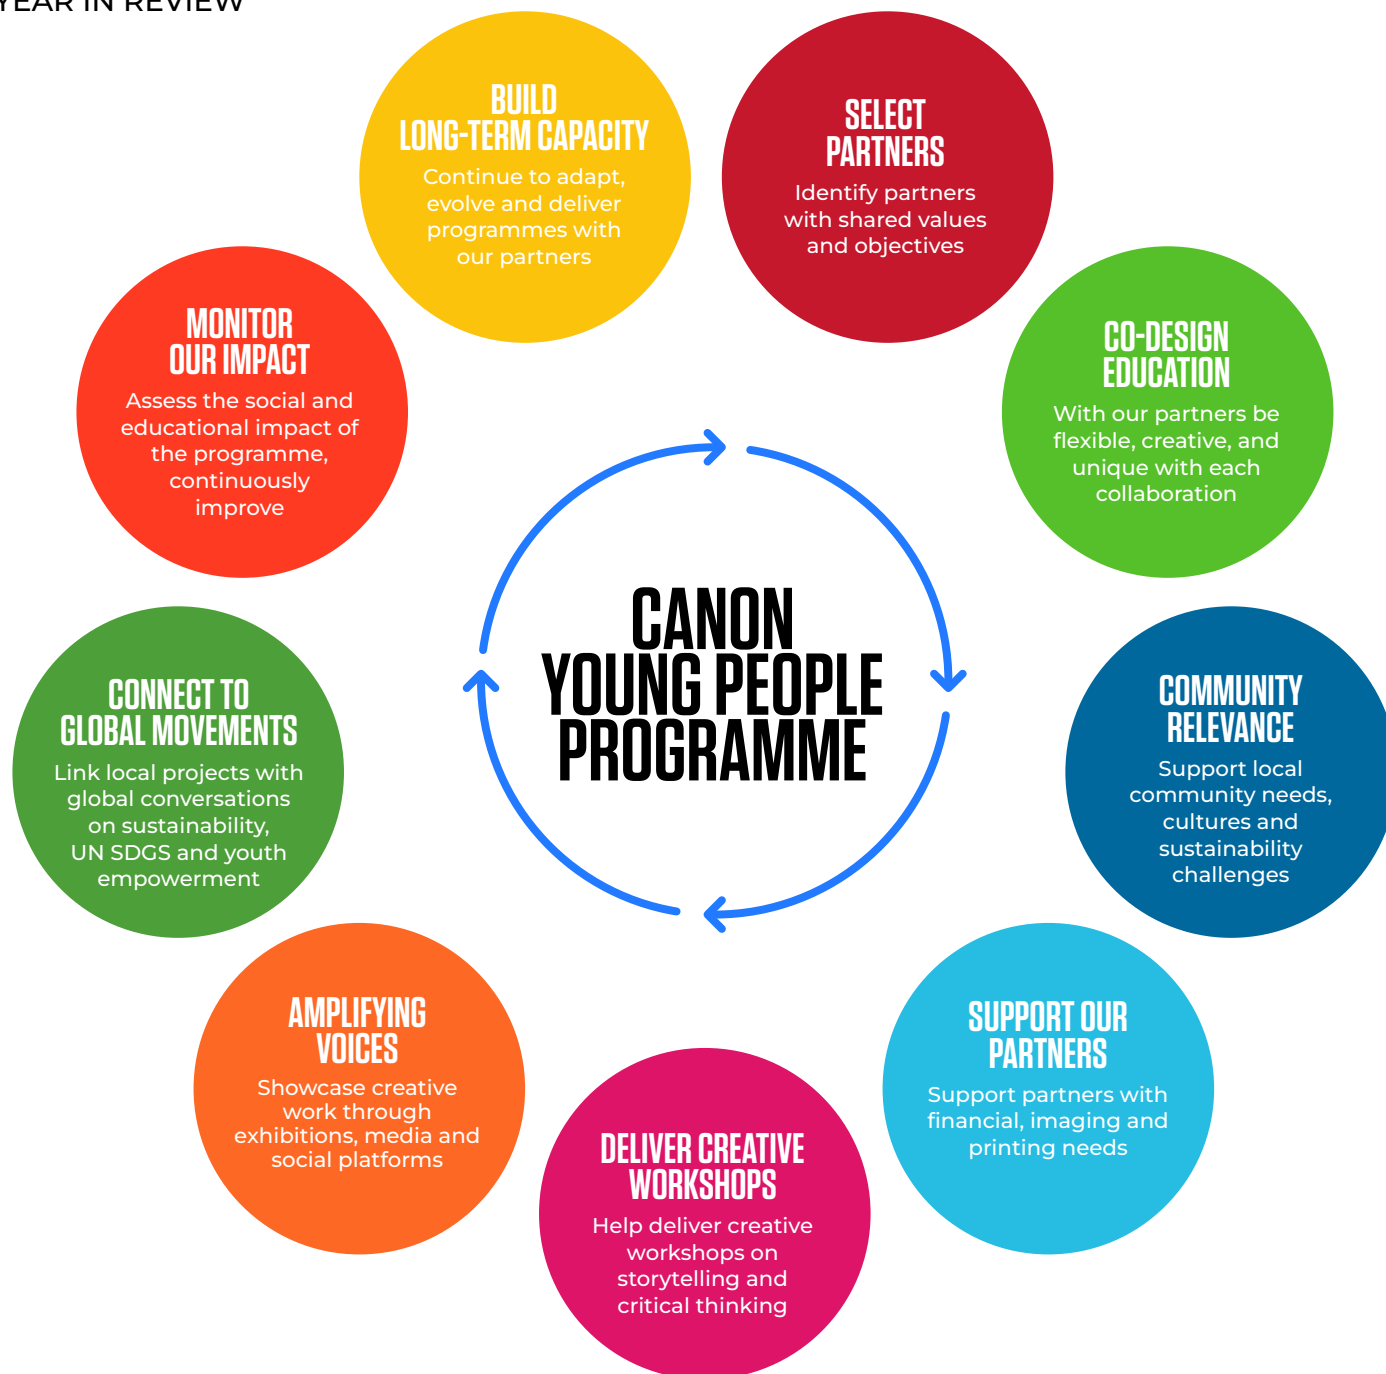 YEAR IN REVIEW
BUILD
LONG-TERM CAPACITY
Continue to adapt,
evolve and deliver
programmes with
our partners
SELECT
PARTNERS
Identify partners
with shared values
and objectives
CO-DESIGN
EDUCATION
With our partners be
flexible, creative, and
unique with each
collaboration
COMMUNITY
RELEVANCE
Support local
community needs,
cultures and
sustainability
challenges
SUPPORT OUR
PARTNERS
Support partners with
financial, imaging and
printing needs
DELIVER CREATIVE
WORKSHOPS
Help deliver creative
workshops on
storytelling and
critical thinking
AMPLIFYING
VOICES
Showcase creative
work through
exhibitions, media and
social platforms
CONNECT TO
GLOBAL MOVEMENTS
Link local projects with
global conversations
on sustainability,
UN SDGS and youth
empowerment
MONITOR
OUR IMPACT
Assess the social and
educational impact of
the programme,
continuously
improve
CANON
YOUNG PEOPLE
PROGRAMME